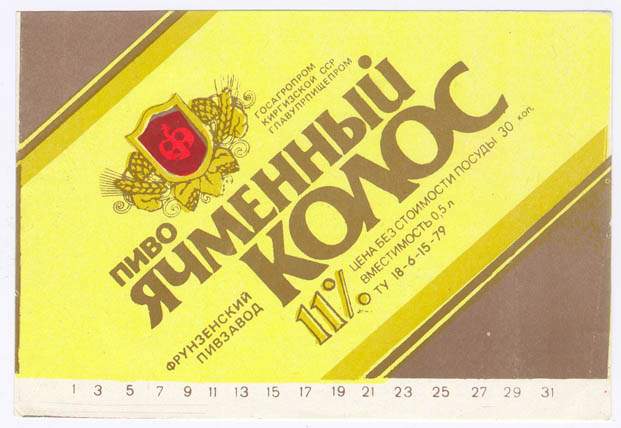 ГОСАГРОПРОМ
КИРГИЗСКОЙ ССР
ГЛАВУПРПИЩЕПРОМ
ПИВО
ЯЧМЕННЫЙ
КОЛОС
11%
ЦЕНА БЕЗ СТОИМОСТИ ПОСУДЫ 30 коп.
ВМЕСТИМОСТЬ 0,5 л
ТУ 18-6-15-79
ФРУНЗЕНСКИЙ
ПИВЗАВОД
1 3 5 7 9 11 13 15 17 19 21 23 25 27 29 31